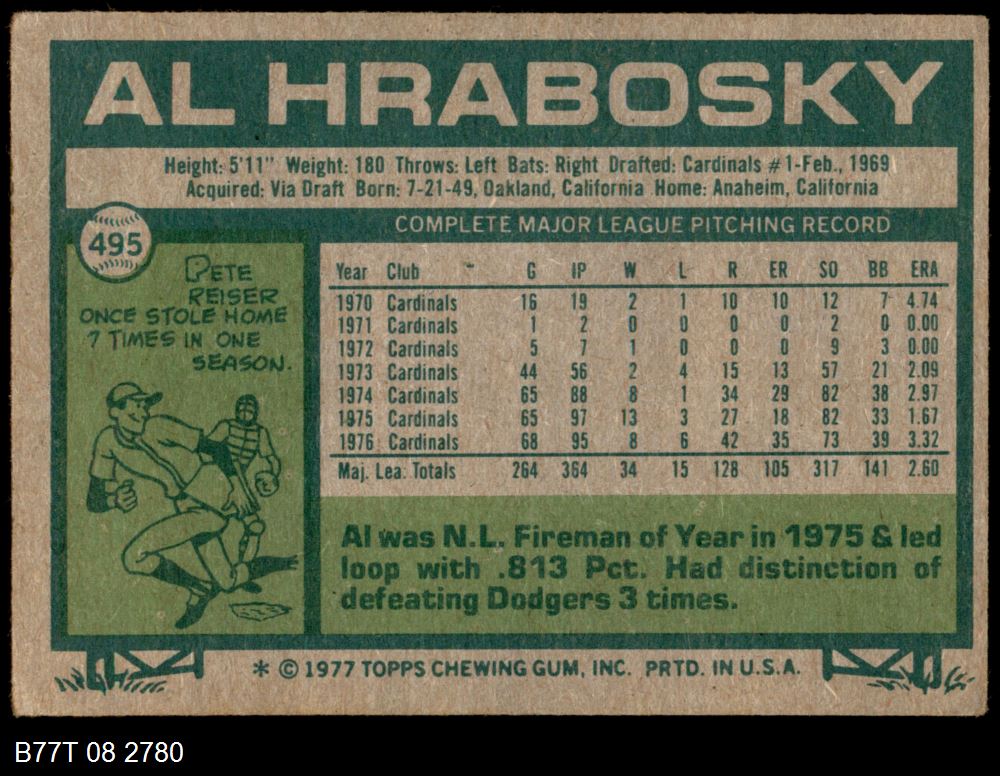 AL HRABOSKY
Height: 5'11" Weight: 180 Throws: Left Bats: Right Drafted: Cardinals #1-Feb., 1969
Acquired: Via Draft Born: 7-21-49, Oakland, California Home: Anaheim, California
495
PETE
REISER
ONCE STOLE HOME
7 TIMES IN ONE
SEASON.
COMPLETE MAJOR LEAGUE PITCHING RECORD
Year Club G IP W L R ER SO BB ERA
1970 Cardinals 16 19 2 1 10 10 12 7 4.74
1971 Cardinals 1 2 0 0 0 0 2 0 0.00
1972 Cardinals 5 7 1 0 0 0 9 3 0.00
1973 Cardinals 44 56 2 4 15 13 57 21 2.09
1974 Cardinals 65 88 8 1 34 29 82 38 2.97
1975 Cardinals 65 97 13 3 27 18 82 33 1.67
1976 Cardinals 68 95 8 6 42 35 73 39 3.32
Maj. Lea. Totals 264 364 34 15 128 105 317 141 2.60
Al was N.L. Fireman of Year in 1975 & led
loop with .813 Pct. Had distinction of
defeating Dodgers 3 times.
* © 1977 TOPPS CHEWING GUM, INC. PRTD. IN U.S.A.
B77T 08 2780